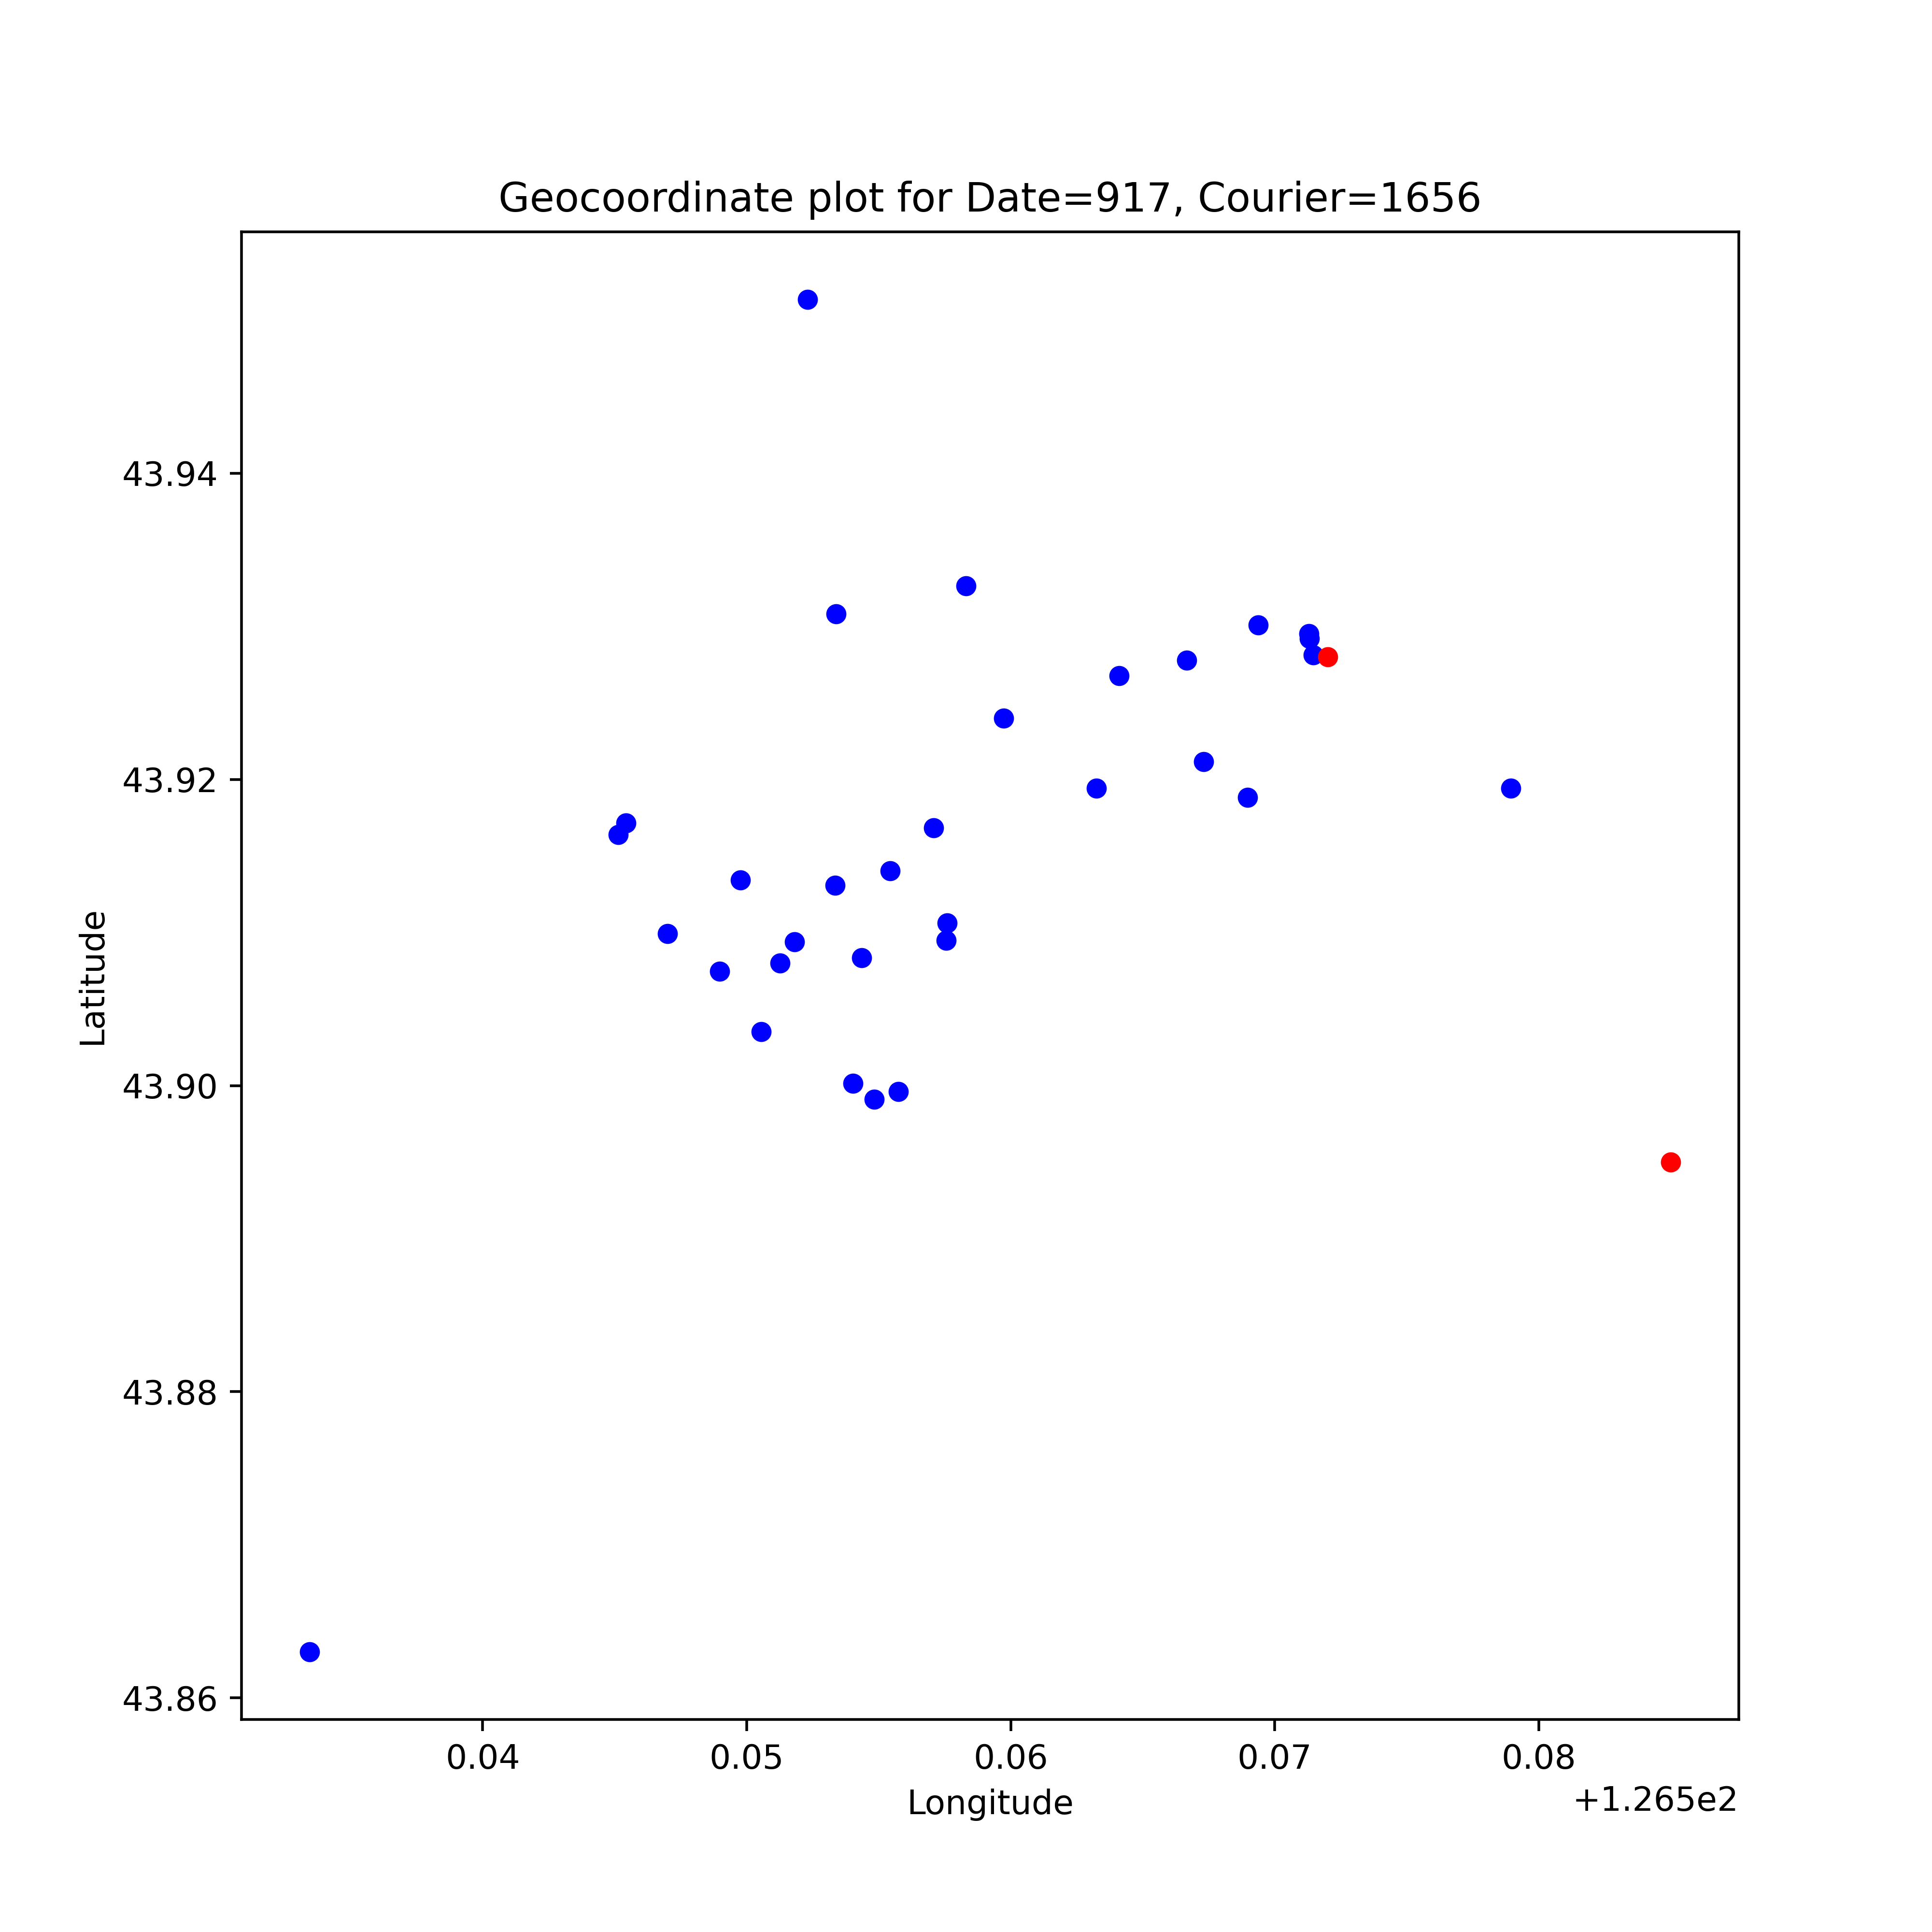 Geocoordinate plot for Date=917, Courier=1656
43.94
43.92
43.90
43.88
43.86
Latitude
0.04 0.05 0.06 0.07 0.08
+1.265e2
Longitude